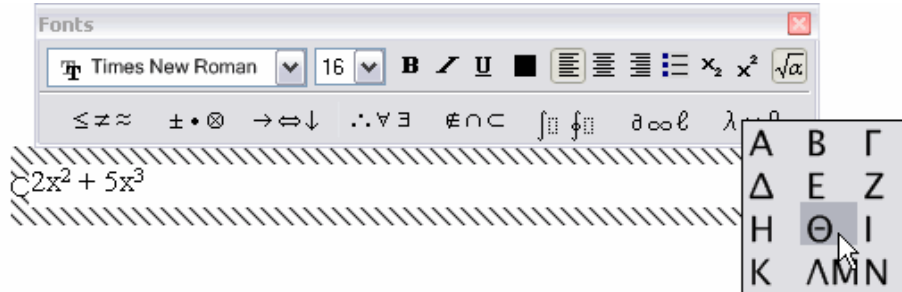 Fonts
Times New Roman 16 B I U x₂ x² √α
≤≠≈ ±•⊗ →⇔↓ ∴∀∃ ∉∩⊂ ∫▯∮▯ ∂∞ℓ λ
2x² + 5x³
Α Β Γ
Δ Ε Ζ
Η Θ Ι
Κ Λ Μ Ν